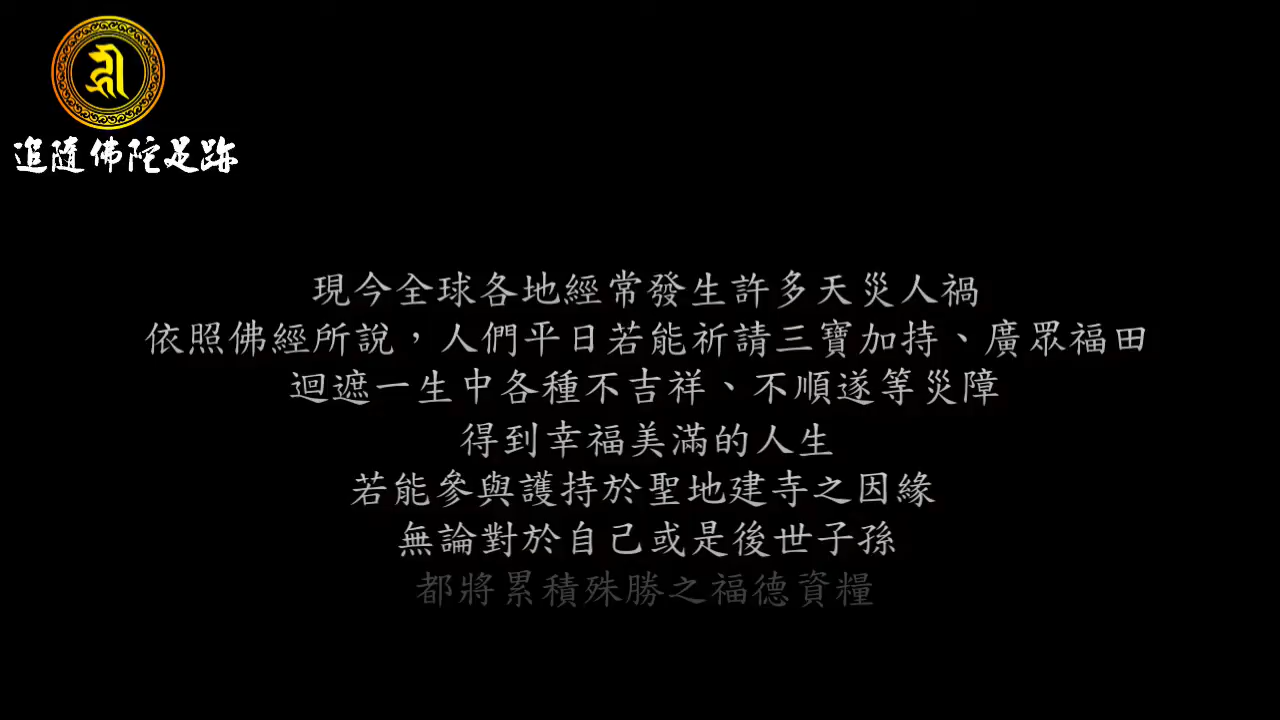 追隨佛陀足跡
現今全球各地經常發生許多天災人禍
依照佛經所說，人們平日若能祈請三寶加持、廣眾福田
迴遮一生中各種不吉祥、不順遂等災障
得到幸福美滿的人生
若能參與護持於聖地建寺之因緣
無論對於自己或是後世子孫
都將累積殊勝之福德資糧